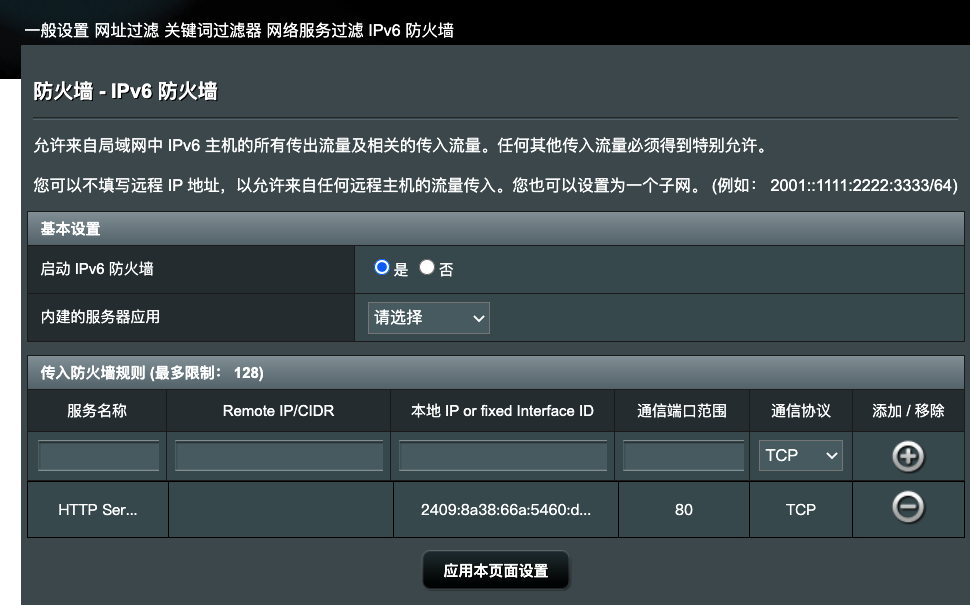 一般设置 网址过滤 关键词过滤器 网络服务过滤 IPv6 防火墙
防火墙 - IPv6 防火墙
允许来自局域网中 IPv6 主机的所有传出流量及相关的传入流量。任何其他传入流量必须得到特别允许。
您可以不填写远程 IP 地址，以允许来自任何远程主机的流量传入。您也可以设置为一个子网。 (例如： 2001::1111:2222:3333/64)
基本设置
启动 IPv6 防火墙 是 否
内建的服务器应用 请选择
传入防火墙规则 (最多限制： 128)
服务名称 Remote IP/CIDR 本地 IP or fixed Interface ID 通信端口范围 通信协议 添加 / 移除
TCP
HTTP Ser... 2409:8a38:66a:5460:d... 80 TCP
应用本页面设置